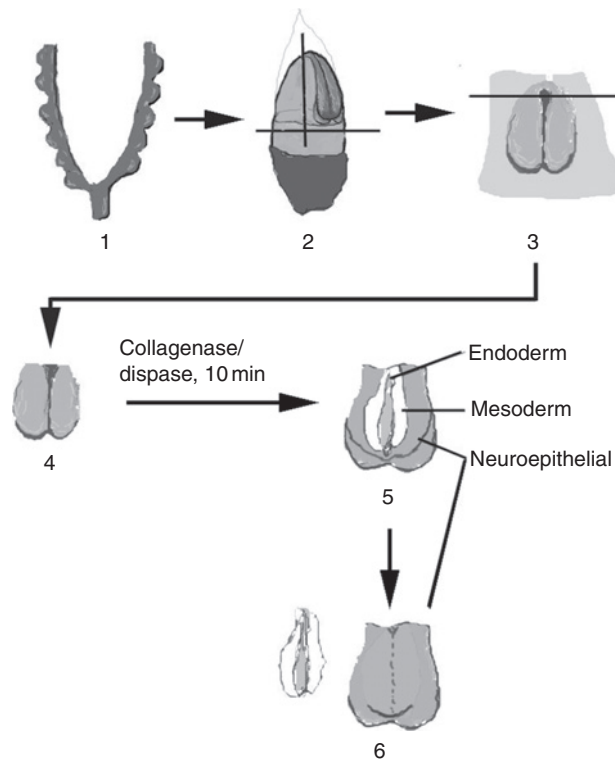 1
2
3
Collagenase/
dispase, 10 min
4
Endoderm
Mesoderm
Neuroepithelial
5
6